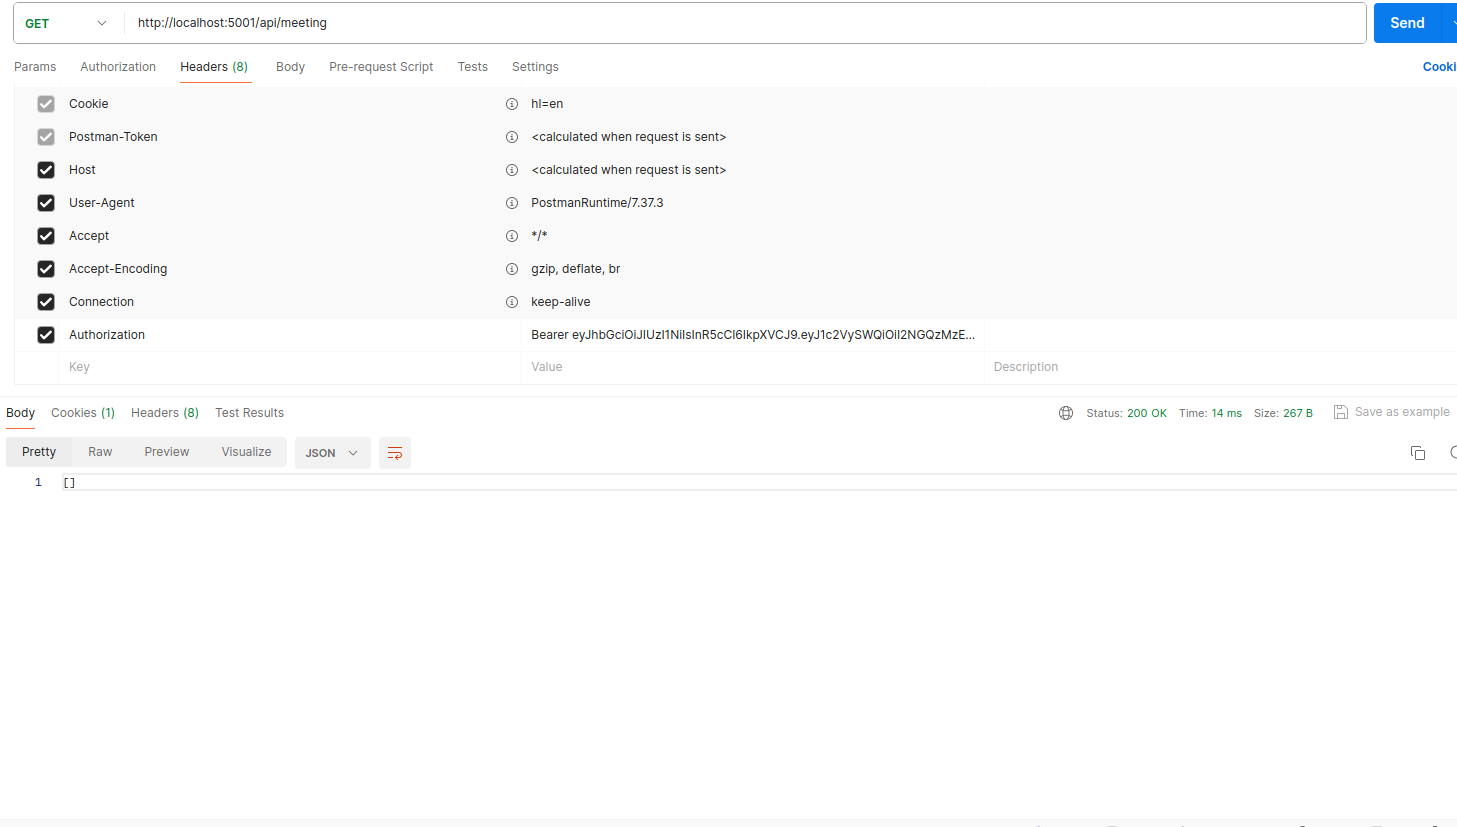 GET http://localhost:5001/api/meeting Send
Params Authorization Headers (8) Body Pre-request Script Tests Settings Cooki
Cookie hl=en
Postman-Token <calculated when request is sent>
Host <calculated when request is sent>
User-Agent PostmanRuntime/7.37.3
Accept */*
Accept-Encoding gzip, deflate, br
Connection keep-alive
Authorization Bearer eyJhbGciOiJIUzI1NiIsInR5cCI6IkpXVCJ9.eyJ1c2VySWQiOiI2NGQzMzE...
Key Value Description
Body Cookies (1) Headers (8) Test Results Status: 200 OK Time: 14 ms Size: 267 B Save as example
Pretty Raw Preview Visualize JSON
1 []